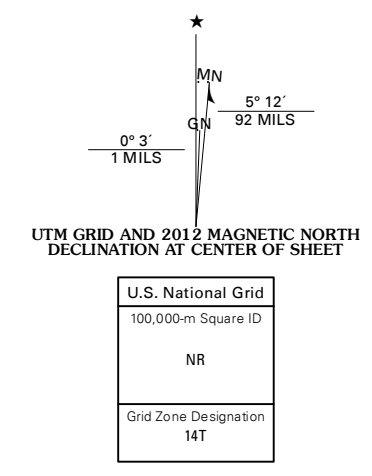 ★
MN
GN
5° 12´
92 MILS
0° 3´
1 MILS
UTM GRID AND 2012 MAGNETIC NORTH
DECLINATION AT CENTER OF SHEET
U.S. National Grid
100,000-m Square ID
NR
Grid Zone Designation
14T